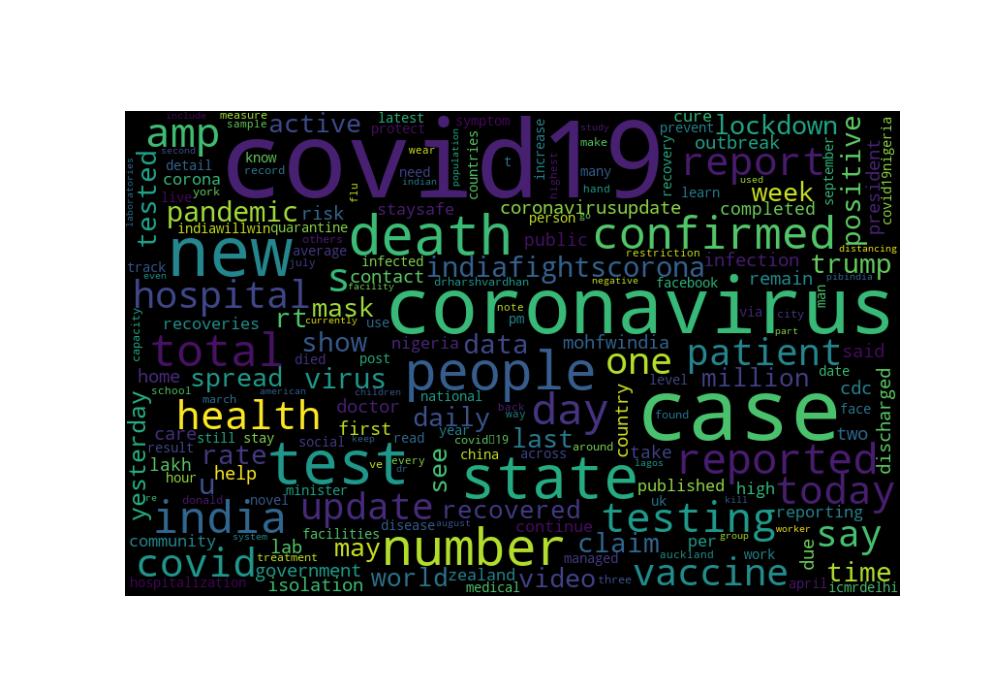 include measure latest symptom cure
amp sample active protect covid19 study prevent lockdown
second wear increase make outbreak report positive
tested detail know record need population countries t many recovery september president covid19nigeria
laboratories corona york flu indian highest hand learn used week
live staysafe coronavirusupdate completed
pandemic risk person go
indiawillwin quarantine death public confirmed distancing
new others average infected restriction
track july s contact indiafightscorona infection trump
even facility drharshvardhan negative facebook remain pibindia
hospital mask note coronavirus man
capacity recoveries rt currently use pm via city
show nigeria data mohfwindia part
total died post people one patient said
home spread virus level million date
school march american children national cdc
yesterday health doctor back way daily day country found case face discharged
first year covid19 around two
care still stay social keep read china across take
result rate test ve every last lagos reported
lakh hour help dr see state kill
re donald u novel minister published uk high today
india update recovered testing reporting
community system facilities disease august continue worker
lab may number claim per group say
covid treatment managed auckland work due
government world zealand video three vaccine time
hospitalization isolation medical april icmrdelhi